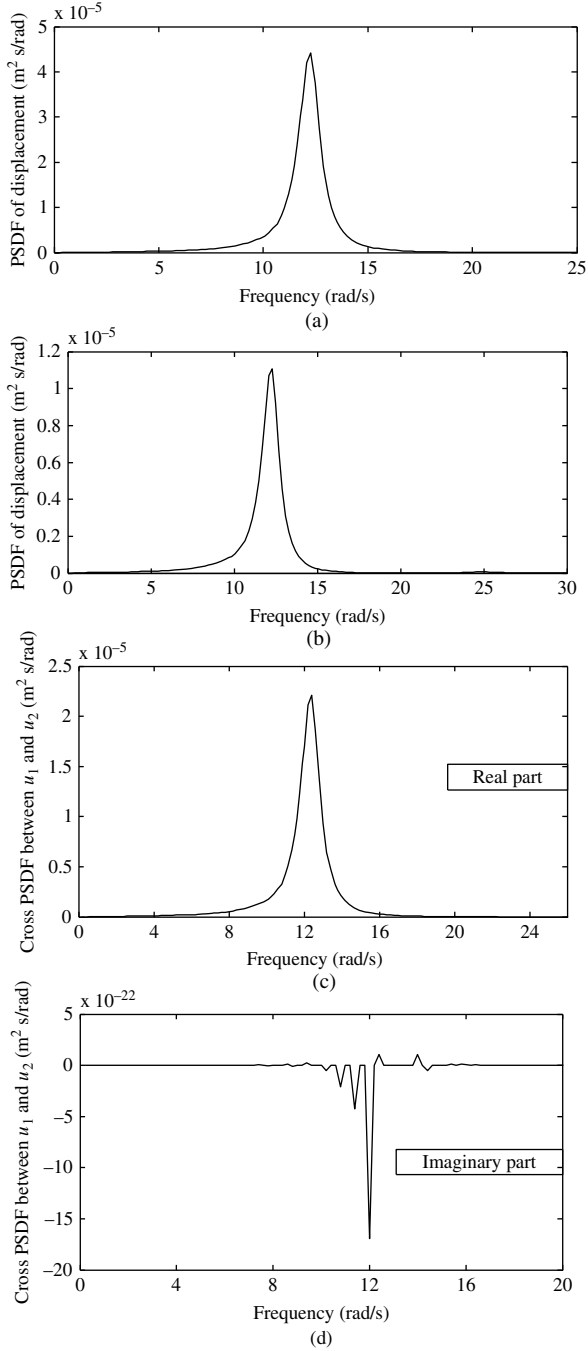 x 10⁻⁵
PSDF of displacement (m² s/rad)
5
4
3
2
1
0
0 5 10 15 20 25
Frequency (rad/s)
(a)
x 10⁻⁵
PSDF of displacement (m² s/rad)
1.2
1
0.8
0.6
0.4
0.2
0
0 5 10 15 20 25 30
Frequency (rad/s)
(b)
x 10⁻⁵
Cross PSDF between u₁ and u₂ (m² s/rad)
2.5
2
1.5
1
0.5
0
Real part
0 4 8 12 16 20 24
Frequency (rad/s)
(c)
x 10⁻²²
Cross PSDF between u₁ and u₂ (m² s/rad)
5
0
−5
−10
−15
−20
Imaginary part
0 4 8 12 16 20
Frequency (rad/s)
(d)